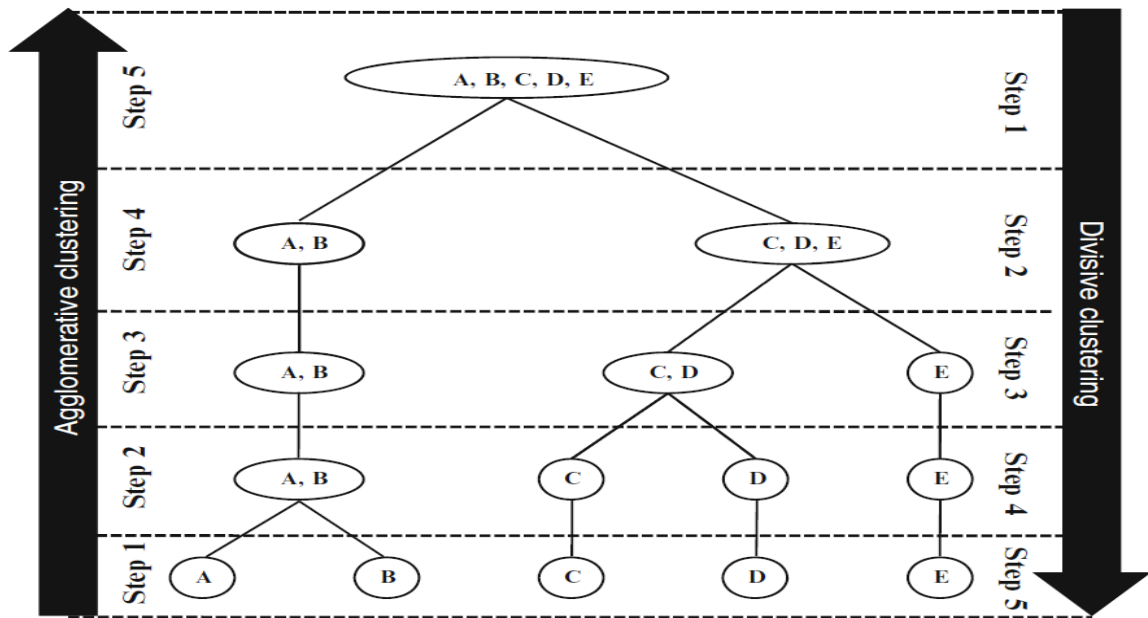 Agglomerative clustering
Divisive clustering
Step 5
A, B, C, D, E
Step 1
Step 4
A, B
C, D, E
Step 2
Step 3
A, B
C, D
E
Step 3
Step 2
A, B
C
D
E
Step 4
Step 1
A
B
C
D
E
Step 5